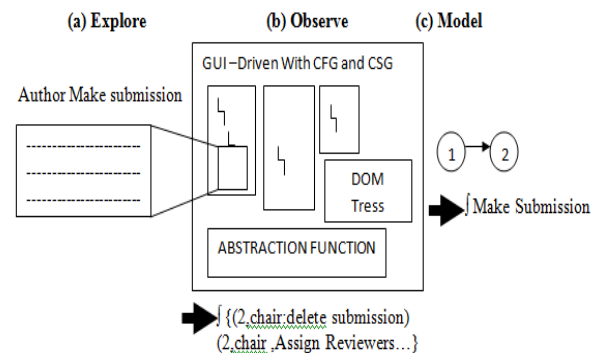 (a) Explore (b) Observe (c) Model
GUI –Driven With CFG and CSG
Author Make submission
1 2
DOM
Tress
∫ Make Submission
ABSTRACTION FUNCTION
∫ {(2,chair:delete submission)
(2,chair ,Assign Reviewers...}